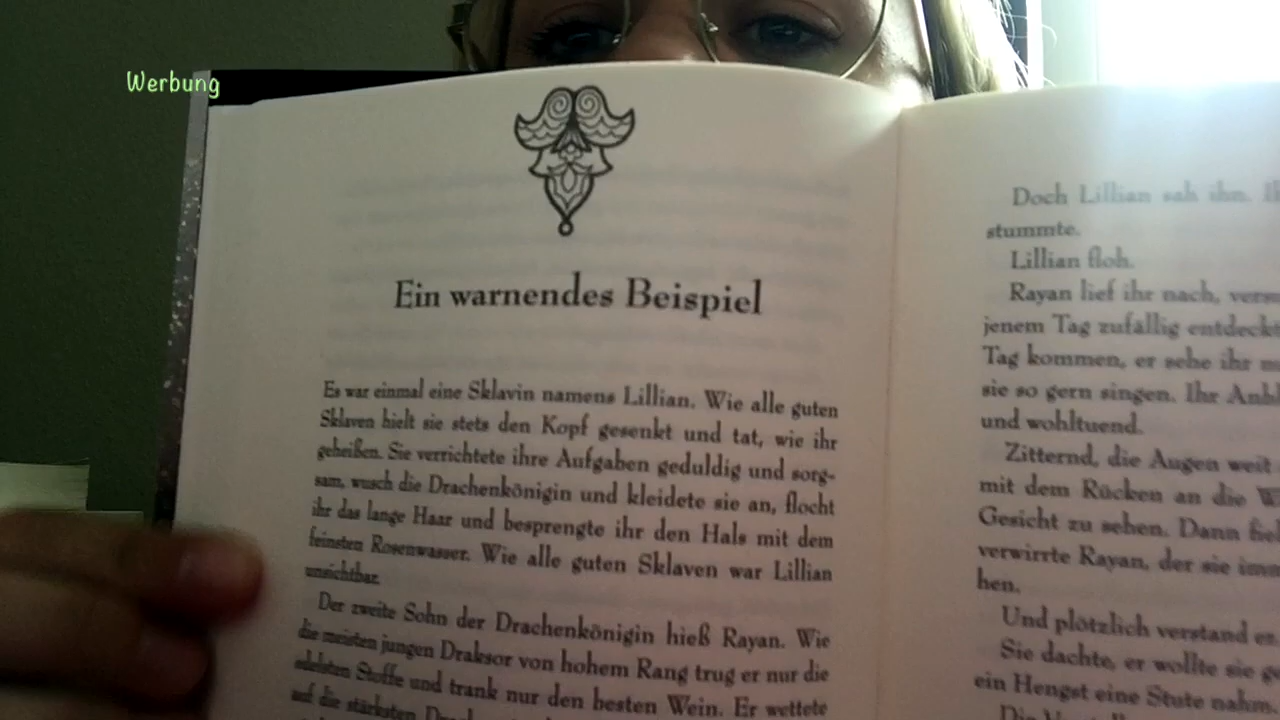 Werbung
Ein warnendes Beispiel
Es war einmal eine Sklavin namens Lillian. Wie alle guten
Sklaven hielt sie stets den Kopf gesenkt und tat, wie ihr
geheißen. Sie verrichtete ihre Aufgaben geduldig und sorg-
sam, wusch die Drachenkönigin und kleidete sie an, flocht
ihr das lange Haar und besprengte ihr den Hals mit dem
feinsten Rosenwasser. Wie alle guten Sklaven war Lillian
unsichtbar.
Der zweite Sohn der Drachenkönigin hieß Rayan. Wie
die meisten jungen Draksor von hohem Rang trug er nur die
edelsten Stoffe und trank nur den besten Wein. Er wettete
auf die stärksten
Doch Lillian sah ihn.
stummte.
Lillian floh.
Rayan lief ihr nach,
jenem Tag zufällig
Tag kommen, er sehe ihr
sie so gern singen. Ihr
und wohltuend.
Zitternd, die Augen weit
mit dem Rücken an die
Gesicht zu sehen. Dann
verwirrte Rayan, der sie
hen.
Und plötzlich verstand
Sie dachte, er wollte sie
ein Hengst eine Stute nahm.